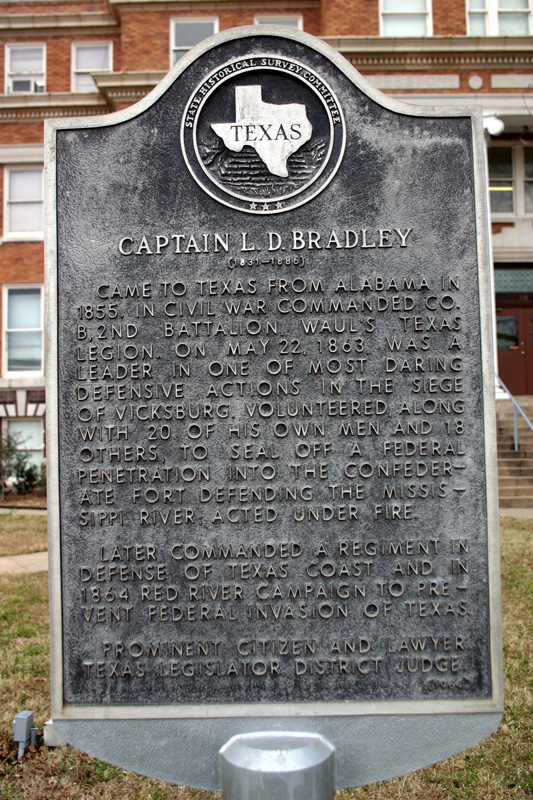 STATE HISTORICAL SURVEY COMMITTEE
TEXAS
CAPTAIN L. D. BRADLEY
(1831–1886)
CAME TO TEXAS FROM ALABAMA IN
1855. IN CIVIL WAR COMMANDED CO.
B, 2ND BATTALION, WAUL'S TEXAS
LEGION. ON MAY 22, 1863, WAS A
LEADER IN ONE OF MOST DARING
DEFENSIVE ACTIONS IN THE SIEGE
OF VICKSBURG. VOLUNTEERED ALONG
WITH 20 OF HIS OWN MEN AND 18
OTHERS, TO SEAL OFF A FEDERAL
PENETRATION INTO THE CONFEDER-
ATE FORT DEFENDING THE MISSIS-
SIPPI RIVER; ACTED UNDER FIRE.
LATER COMMANDED A REGIMENT IN
DEFENSE OF TEXAS COAST AND IN
1864 RED RIVER CAMPAIGN TO PRE-
VENT FEDERAL INVASION OF TEXAS.
PROMINENT CITIZEN AND LAWYER.
TEXAS LEGISLATOR. DISTRICT JUDGE.